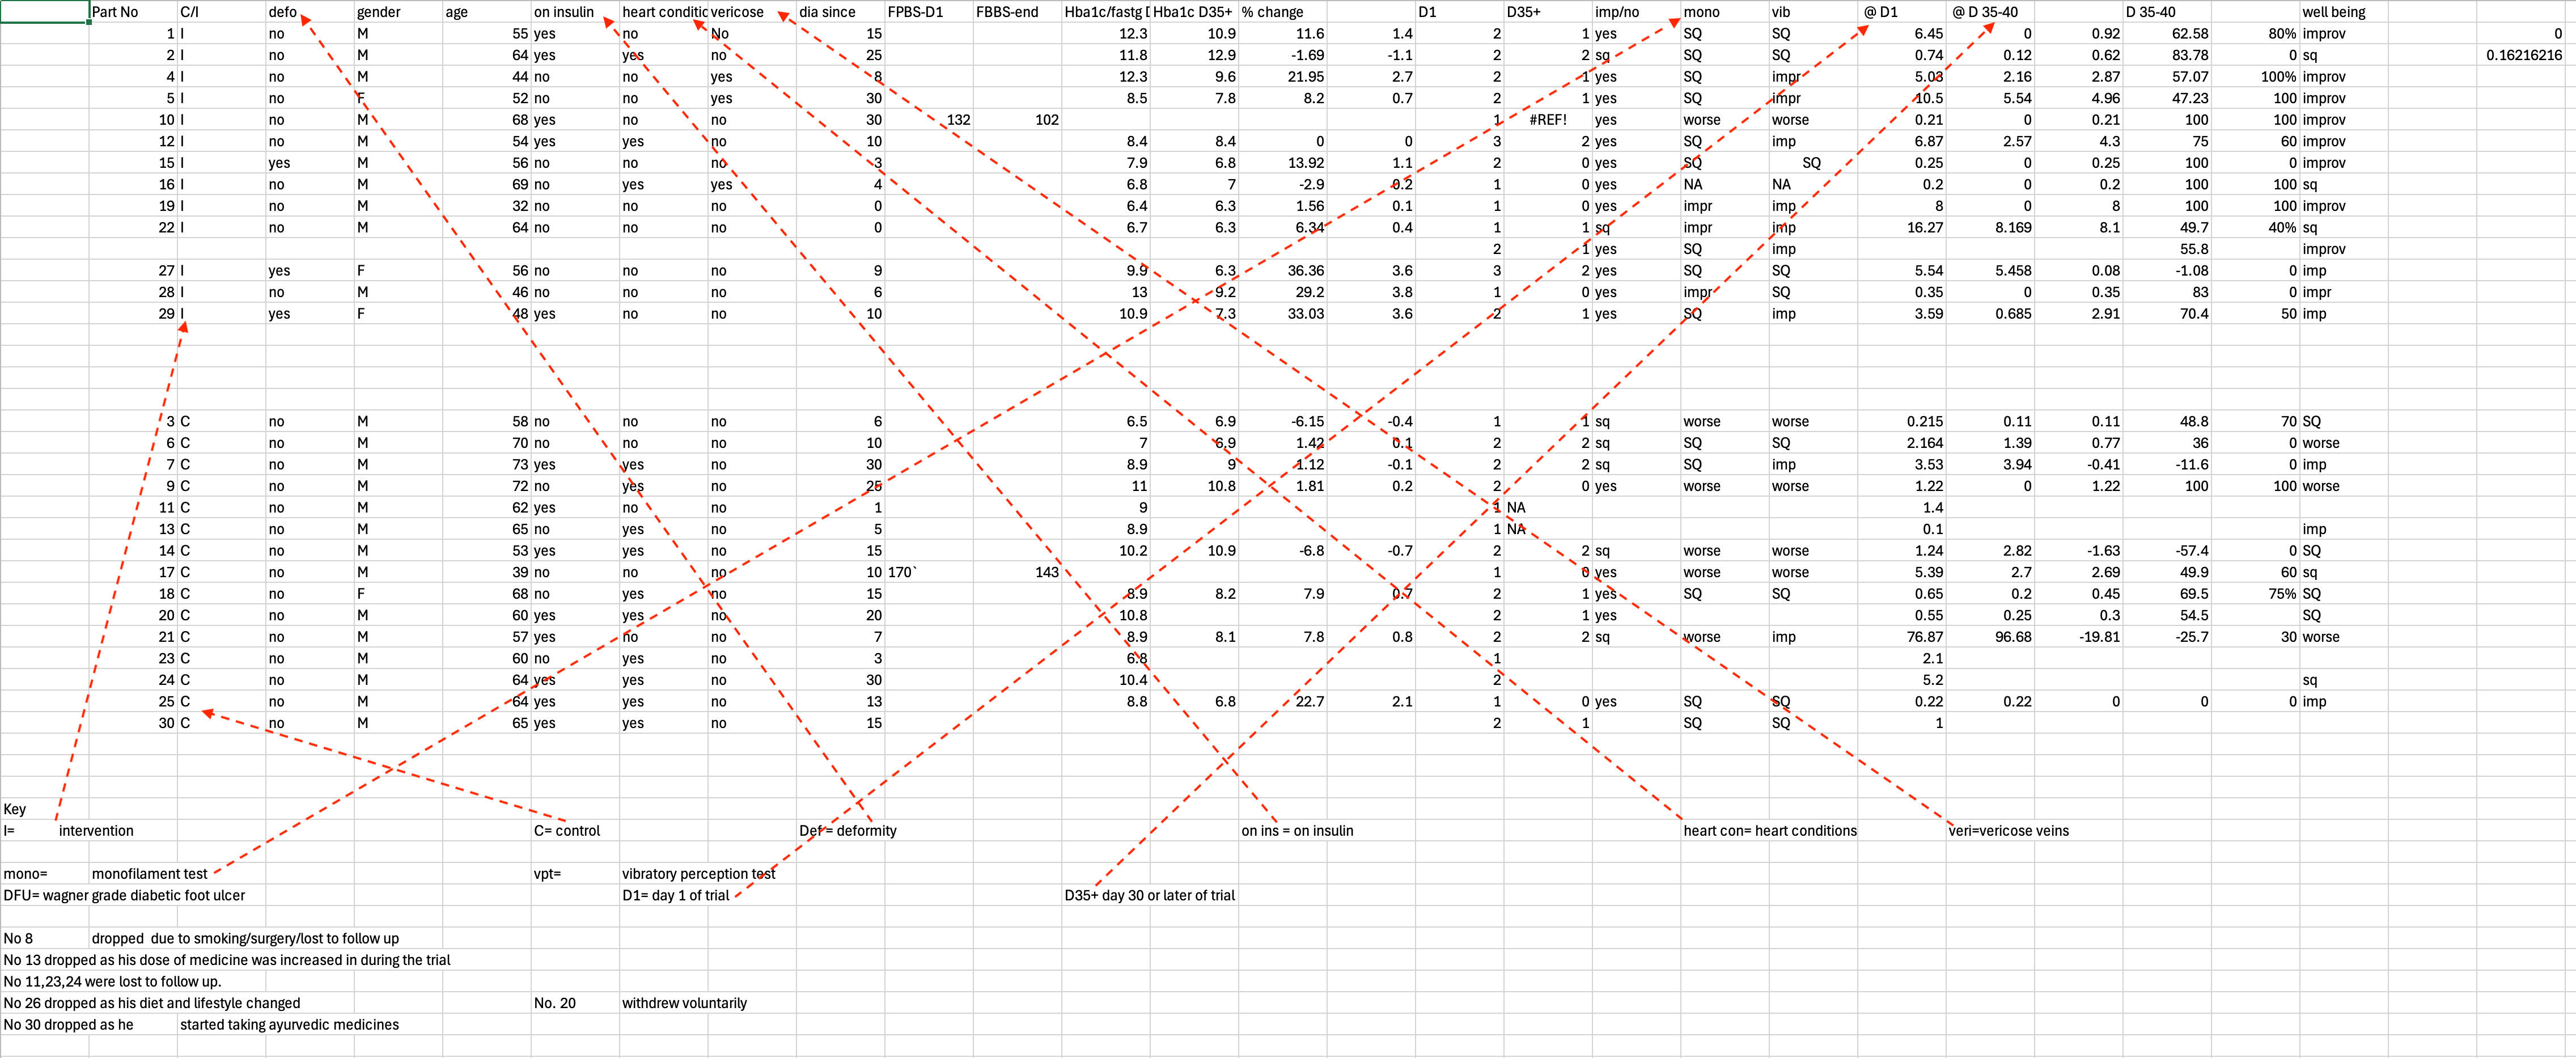 Part No C/I defo gender age on insulin heart conditic vericose dia since FPBS-D1 FBBS-end Hba1c/fastg D Hba1c D35+ % change D1 D35+ imp/no mono vib @ D1 @ D 35-40 D 35-40 well being
1 I no M 55 yes no No 15 12.3 10.9 11.6 1.4 2 1 yes SQ SQ 6.45 0 0.92 62.58 80% improv 0
2 I no M 64 yes yes no 25 11.8 12.9 -1.69 -1.1 2 2 sq SQ SQ 0.74 0.12 0.62 83.78 0 sq 0.16216216
4 I no M 44 no no yes 8 12.3 9.6 21.95 2.7 2 1 yes SQ impr 5.03 2.16 2.87 57.07 100% improv
5 I no F 52 no no yes 30 8.5 7.8 8.2 0.7 2 1 yes SQ impr 10.5 5.54 4.96 47.23 100 improv
10 I no M 68 yes no no 30 132 102 1 #REF! yes worse worse 0.21 0 0.21 100 100 improv
12 I no M 54 yes yes no 10 8.4 8.4 0 0 3 2 yes SQ imp 6.87 2.57 4.3 75 60 improv
15 I yes M 56 no no no 3 7.9 6.8 13.92 1.1 2 0 yes SQ SQ 0.25 0 0.25 100 0 improv
16 I no M 69 no yes yes 4 6.8 7 -2.9 -0.2 1 0 yes NA NA 0.2 0 0.2 100 100 sq
19 I no M 32 no no no 0 6.4 6.3 1.56 0.1 1 0 yes impr imp 8 0 8 100 100 improv
22 I no M 64 no no no 0 6.7 6.3 6.34 0.4 1 1 sq impr imp 16.27 8.169 8.1 49.7 40% sq
2 1 yes SQ imp 55.8 improv
27 I yes F 56 no no no 9 9.9 6.3 36.36 3.6 3 2 yes SQ SQ 5.54 5.458 0.08 -1.08 0 imp
28 I no M 46 no no no 6 13 9.2 29.2 3.8 1 0 yes impr SQ 0.35 0 0.35 83 0 impr
29 I yes F 48 yes no no 10 10.9 7.3 33.03 3.6 2 1 yes SQ imp 3.59 0.685 2.91 70.4 50 imp
3 C no M 58 no no no 6 6.5 6.9 -6.15 -0.4 1 1 sq worse worse 0.215 0.11 0.11 48.8 70 SQ
6 C no M 70 no no no 10 7 6.9 1.42 0.1 2 2 sq SQ SQ 2.164 1.39 0.77 36 0 worse
7 C no M 73 yes yes no 30 8.9 9 1.12 -0.1 2 2 sq SQ imp 3.53 3.94 -0.41 -11.6 0 imp
9 C no M 72 no yes no 25 11 10.8 1.81 0.2 2 0 yes worse worse 1.22 0 1.22 100 100 worse
11 C no M 62 yes no no 1 9 1 NA 1.4
13 C no M 65 no yes no 5 8.9 1 NA 0.1 imp
14 C no M 53 yes yes no 15 10.2 10.9 -6.8 -0.7 2 2 sq worse worse 1.24 2.82 -1.63 -57.4 0 SQ
17 C no M 39 no no no 10 170` 143 1 0 yes worse worse 5.39 2.7 2.69 49.9 60 sq
18 C no F 68 no yes no 15 8.9 8.2 7.9 0.7 2 1 yes SQ SQ 0.65 0.2 0.45 69.5 75% SQ
20 C no M 60 yes yes no 20 10.8 2 1 yes 0.55 0.25 0.3 54.5 SQ
21 C no M 57 yes no no 7 8.9 8.1 7.8 0.8 2 2 sq worse imp 76.87 96.68 -19.81 -25.7 30 worse
23 C no M 60 no yes no 3 6.8 1 2.1
24 C no M 64 yes yes no 30 10.4 2 5.2 sq
25 C no M 64 yes yes no 13 8.8 6.8 22.7 2.1 1 0 yes SQ SQ 0.22 0.22 0 0 0 imp
30 C no M 65 yes yes no 15 2 1 SQ SQ 1
Key
I= intervention C= control Def = deformity on ins = on insulin heart con= heart conditions veri=vericose veins
mono= monofilament test vpt= vibratory perception test
DFU= wagner grade diabetic foot ulcer D1= day 1 of trial D35+ day 30 or later of trial
No 8 dropped due to smoking/surgery/lost to follow up
No 13 dropped as his dose of medicine was increased in during the trial
No 11,23,24 were lost to follow up.
No 26 dropped as his diet and lifestyle changed No. 20 withdrew voluntarily
No 30 dropped as he started taking ayurvedic medicines